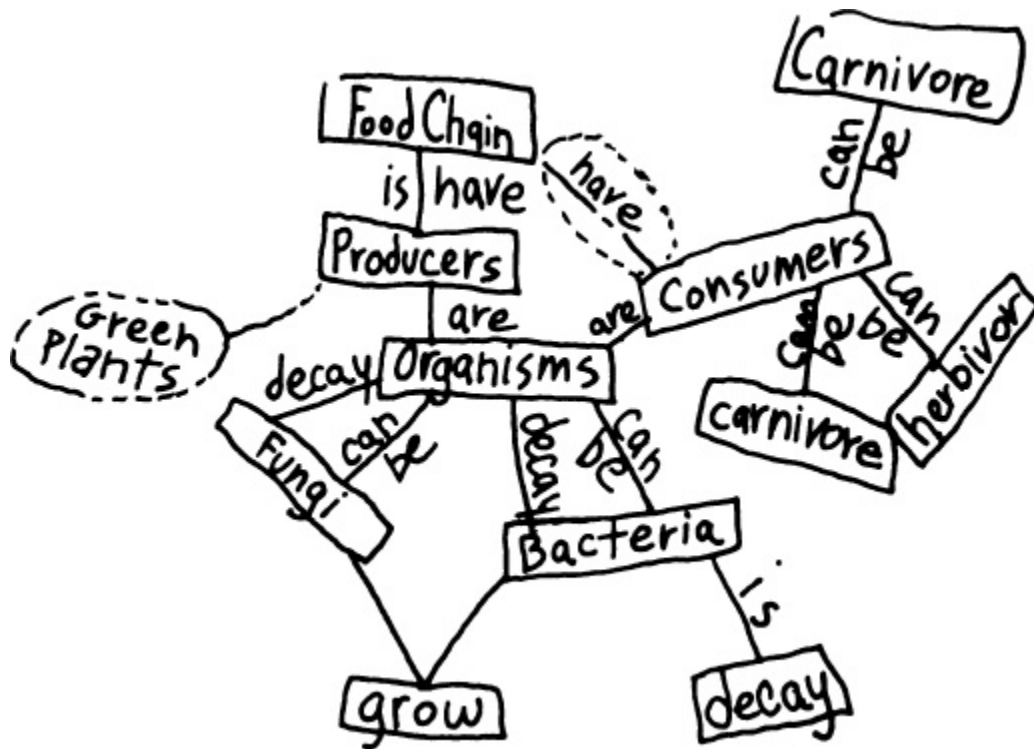 Carnivore
Food Chain
can
be
is have
have
Producers
Consumers
Green
Plants
are
are
can
be
can
be
decay
Organisms
herbivor
carnivore
can
be
Fungi
decay
can
be
Bacteria
is
grow
decay